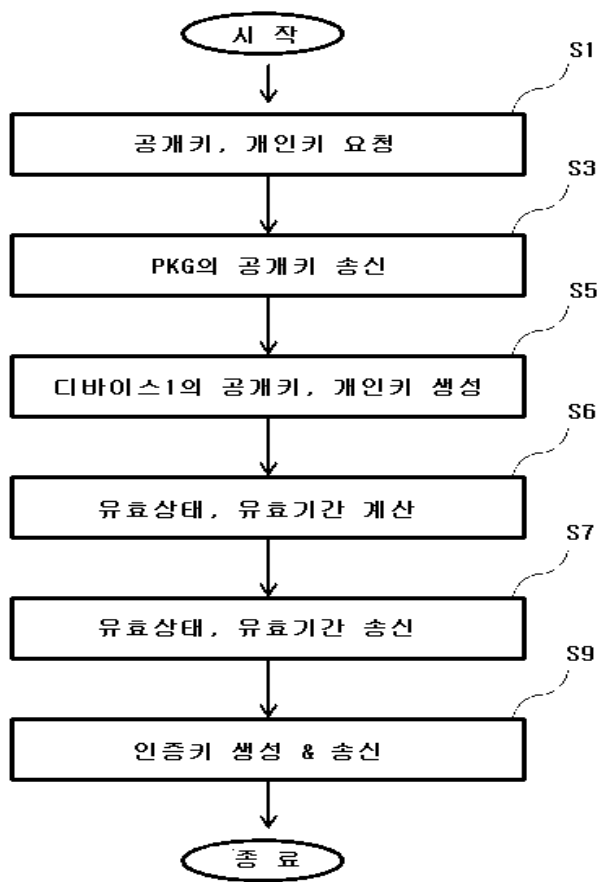 시 작
S1
공개키, 개인키 요청
S3
PKG의 공개키 송신
S5
디바이스1의 공개키, 개인키 생성
S6
유효상태, 유효기간 계산
S7
유효상태, 유효기간 송신
S9
인증키 생성 & 송신
종 료